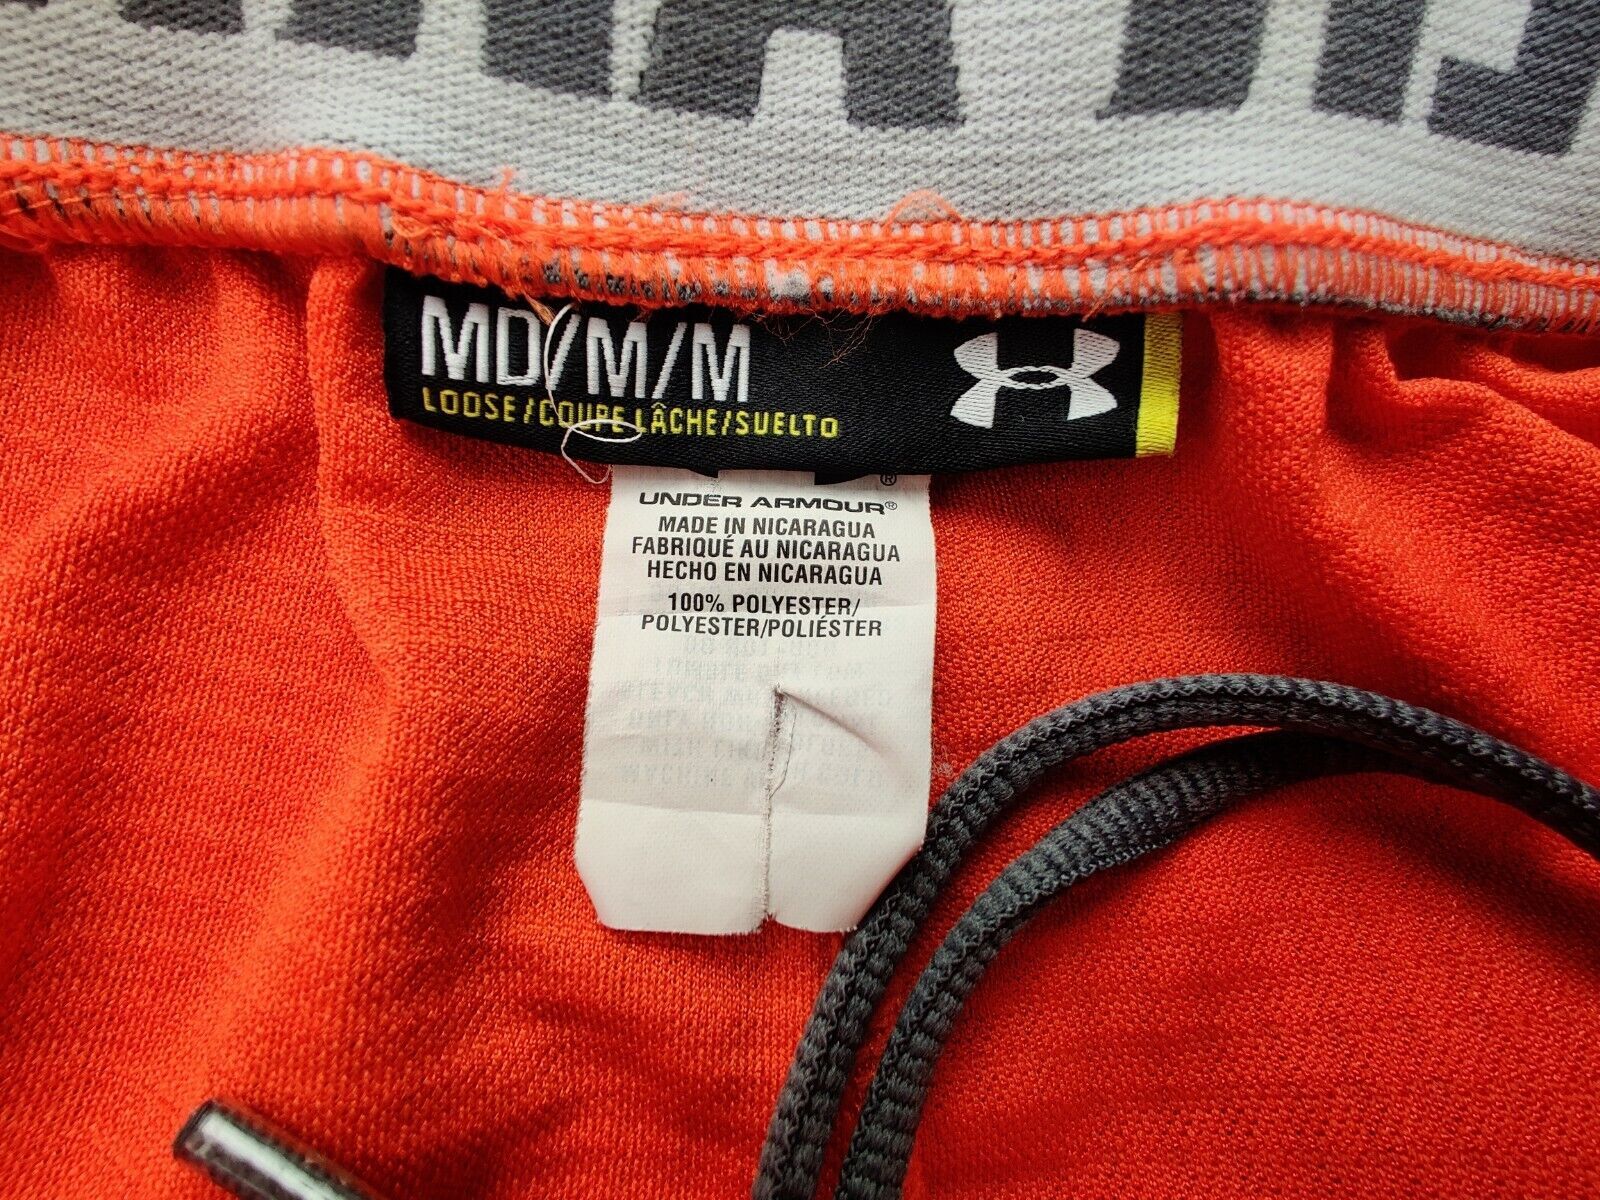 MD/M/M
LOOSE/COUPE LÂCHE/SUELTO
®
UNDER ARMOUR®
MADE IN NICARAGUA
FABRIQUÉ AU NICARAGUA
HECHO EN NICARAGUA
100% POLYESTER/
POLYESTER/POLIÉSTER